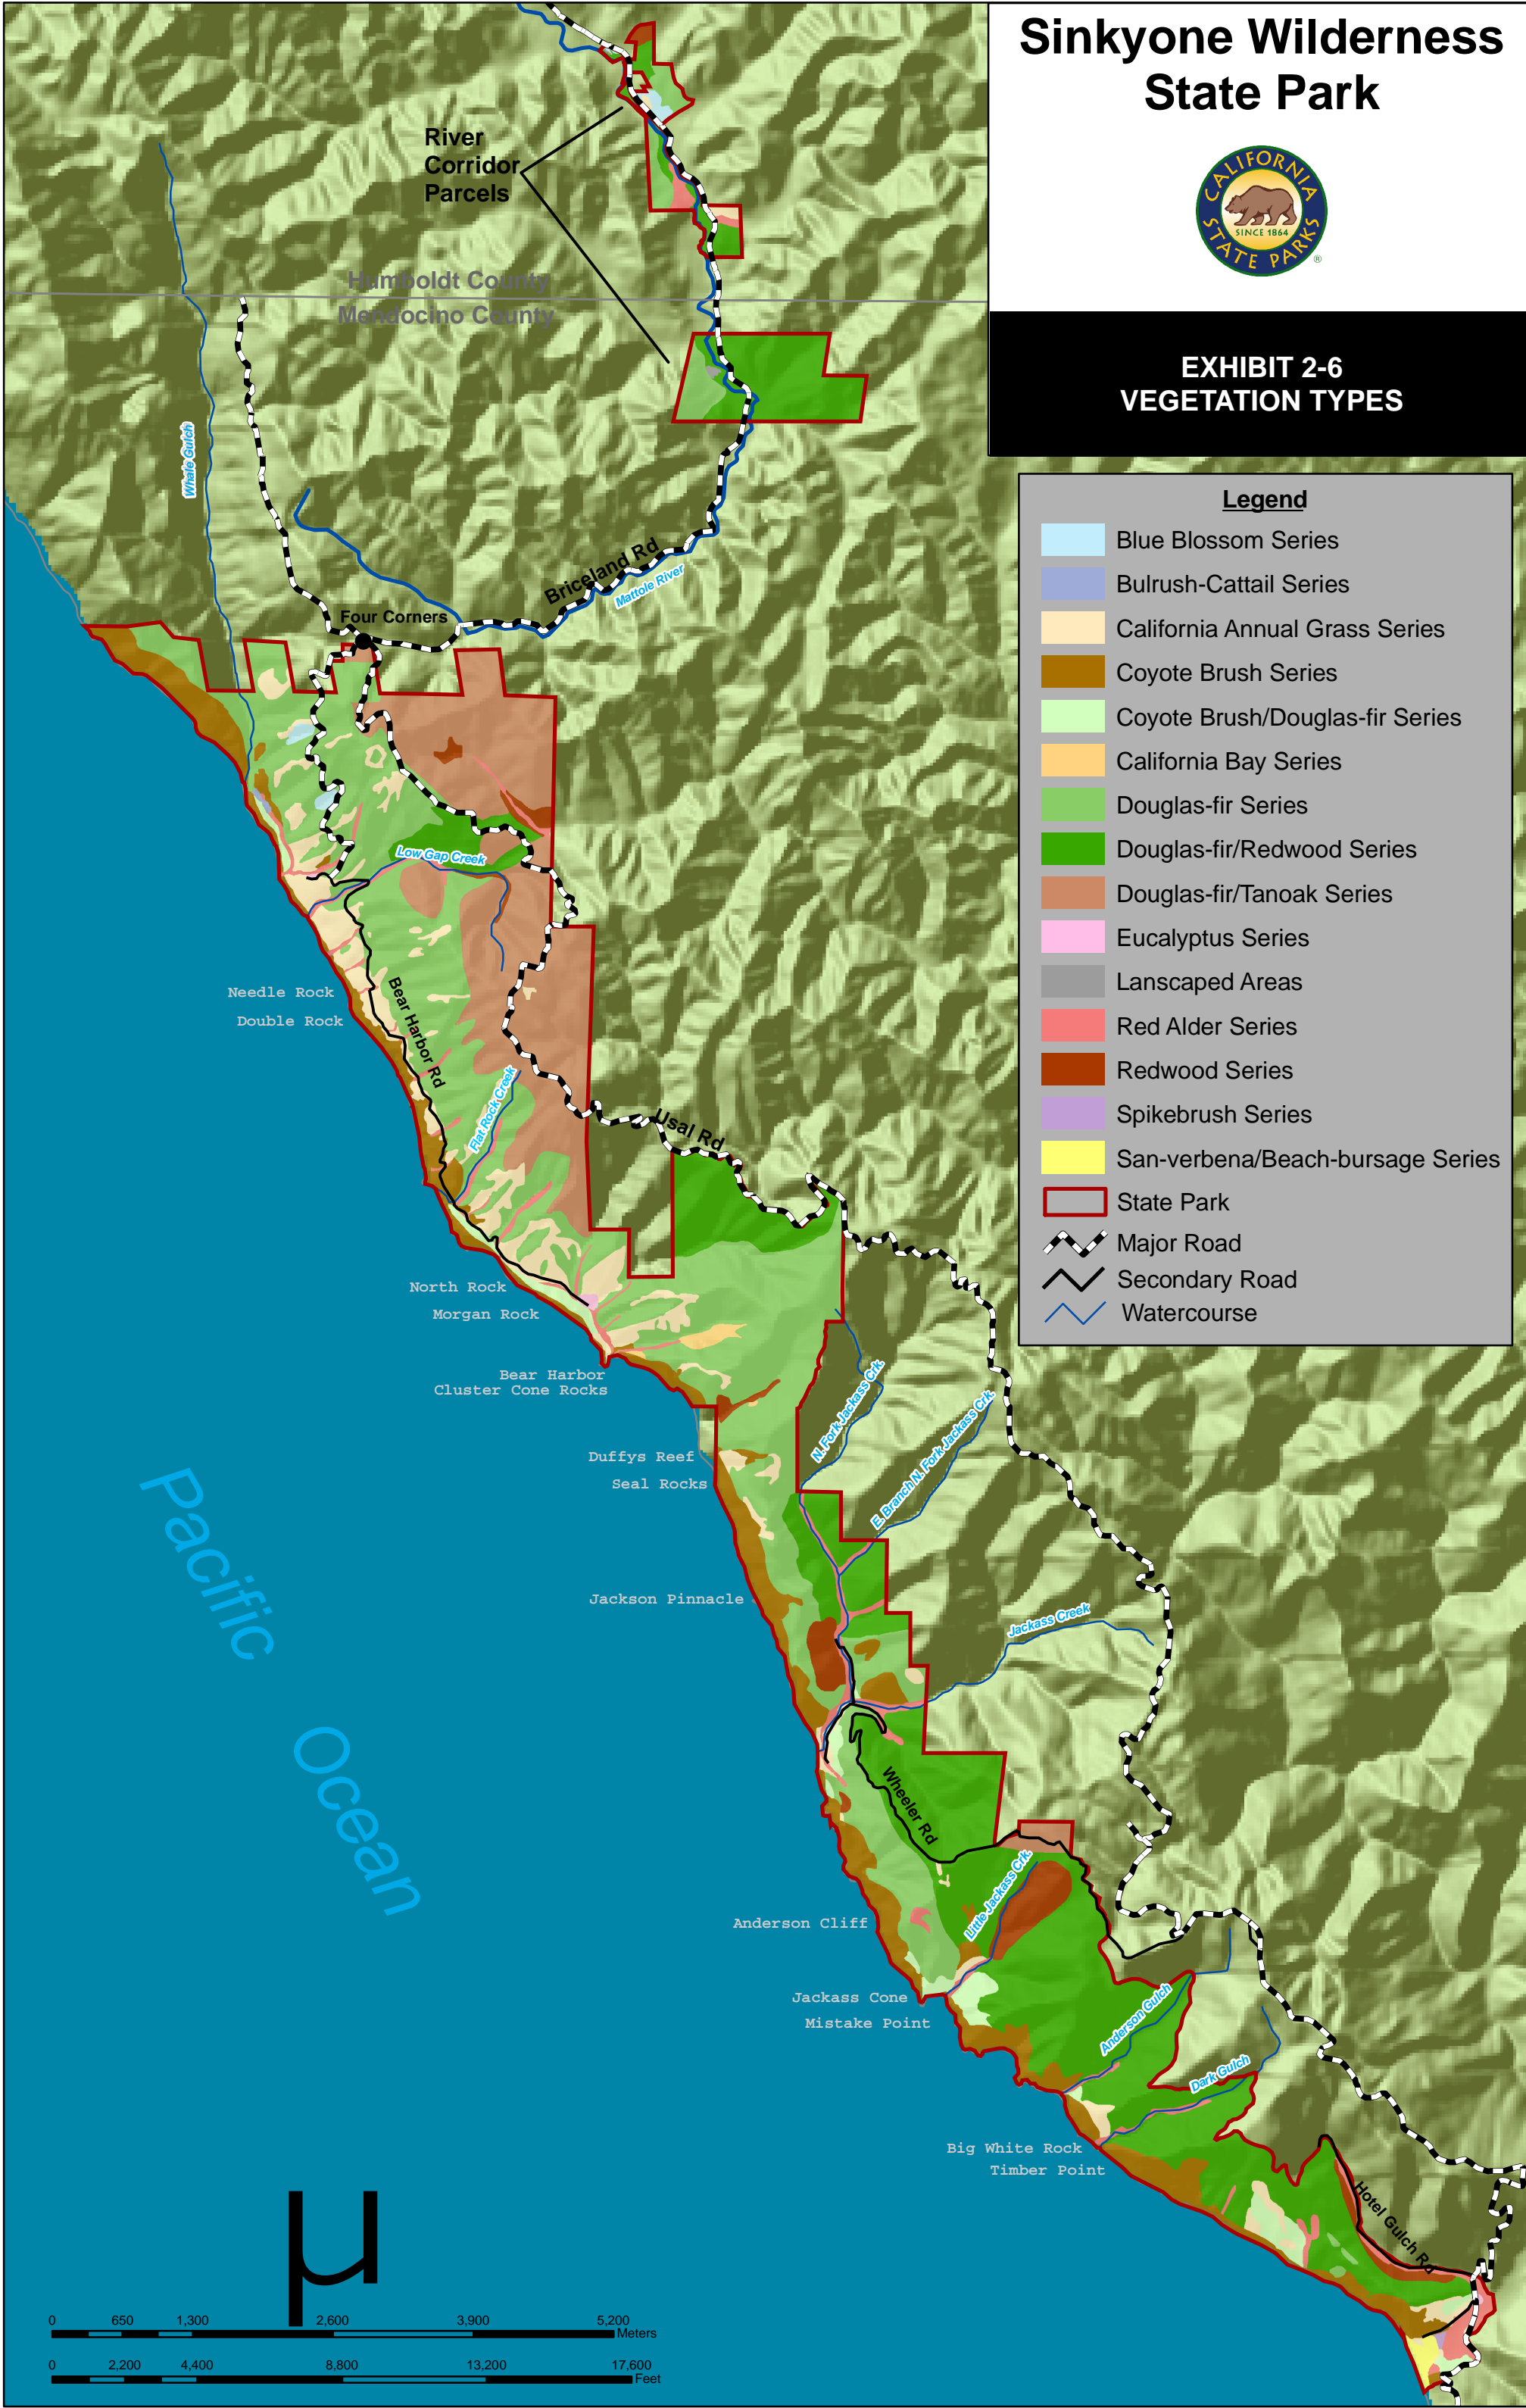 Sinkyone Wilderness
State Park
CALIFORNIA
SINCE 1864
STATE PARKS
®
EXHIBIT 2-6
VEGETATION TYPES
Legend
Blue Blossom Series
Bulrush-Cattail Series
California Annual Grass Series
Coyote Brush Series
Coyote Brush/Douglas-fir Series
California Bay Series
Douglas-fir Series
Douglas-fir/Redwood Series
Douglas-fir/Tanoak Series
Eucalyptus Series
Lanscaped Areas
Red Alder Series
Redwood Series
Spikebrush Series
San-verbena/Beach-bursage Series
State Park
Major Road
Secondary Road
Watercourse
River
Corridor
Parcels
Humboldt County
Mendocino County
Whale Gulch
Briceland Rd
Mattole River
Four Corners
Low Gap Creek
Needle Rock
Double Rock
Bear Harbor Rd
Flat Rock Creek
Usal Rd
North Rock
Morgan Rock
Bear Harbor
Cluster Cone Rocks
N. Fork Jackass Crk.
E. Branch N. Fork Jackass Crk.
Duffys Reef
Seal Rocks
Jackson Pinnacle
Jackass Creek
Pacific
Ocean
Wheeler Rd
Little Jackass Crk.
Anderson Cliff
Jackass Cone
Mistake Point
Anderson Gulch
Dark Gulch
Big White Rock
Timber Point
Hotel Gulch Rd
µ
0 650 1,300 2,600 3,900 5,200
Meters
0 2,200 4,400 8,800 13,200 17,600
Feet